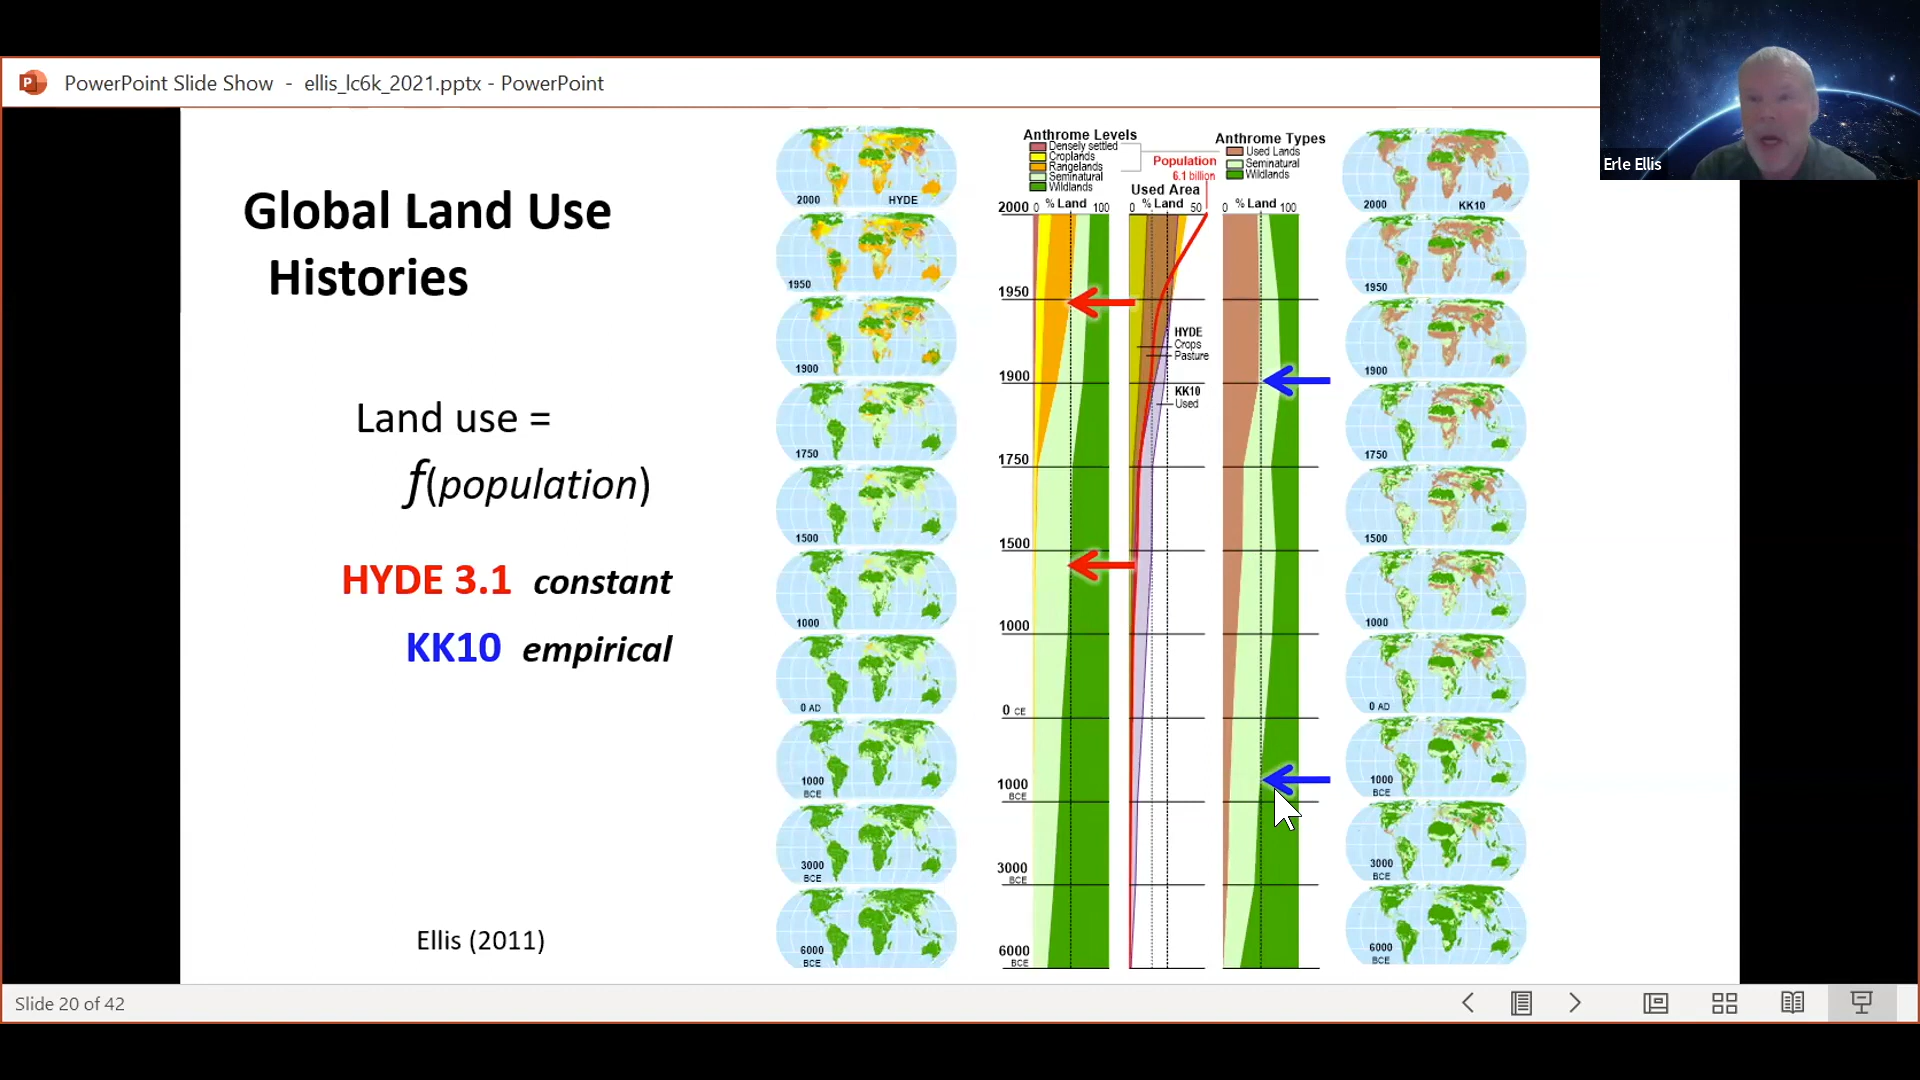 PowerPoint Slide Show - ellis_lc6k_2021.pptx - PowerPoint
Erle Ellis
Global Land Use
Histories
Land use =
f(population)
HYDE 3.1 constant
KK10 empirical
Ellis (2011)
2000 HYDE
1950
1900
1750
1500
1000
0 AD
1000
BCE
3000
BCE
6000
BCE
Anthrome Levels
Densely settled
Croplands
Rangelands
Seminatural
Wildlands
Population
6.1 billion
Used Area
Anthrome Types
Used Lands
Seminatural
Wildlands
2000 0 % Land 100
0 % Land 50
0 % Land 100
1950
HYDE
Crops
Pasture
1900
KK10
Used
1750
1500
1000
0 CE
1000
BCE
3000
BCE
6000
BCE
2000 KK10
1950
1900
1750
1500
1000
0 AD
1000
BCE
3000
BCE
6000
BCE
Slide 20 of 42